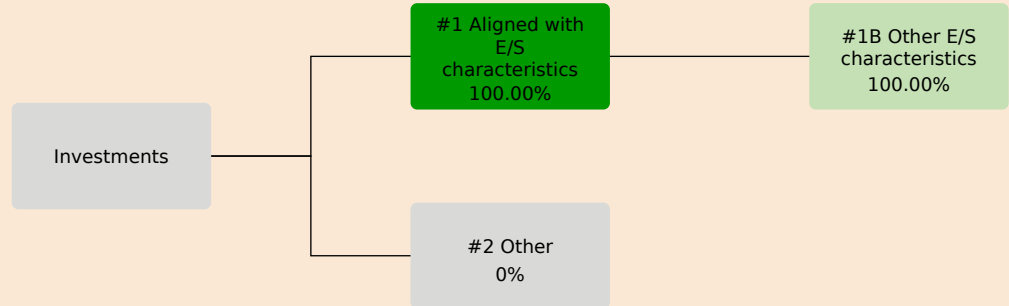 #1 Aligned with
E/S
characteristics
100.00%
#1B Other E/S
characteristics
100.00%
Investments
#2 Other
0%